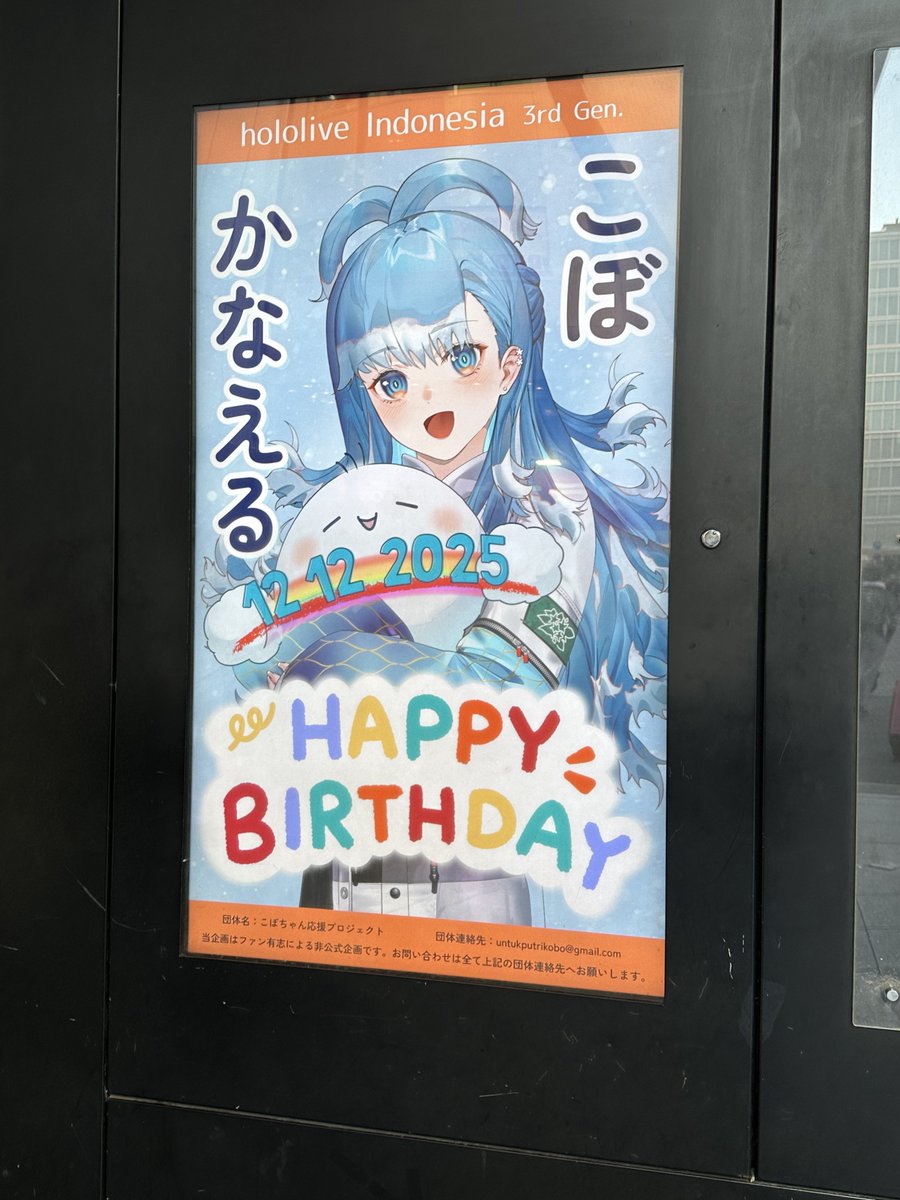 hololive Indonesia 3rd Gen.
こぼ
かなえる
12 12 2025
HAPPY
BIRTHDAY
団体名：こぼちゃん応援プロジェクト
団体連絡先：untukputrikobo@gmail.com
当企画はファン有志による非公式企画です。お問い合わせは全て上記の団体連絡先へお願いします。